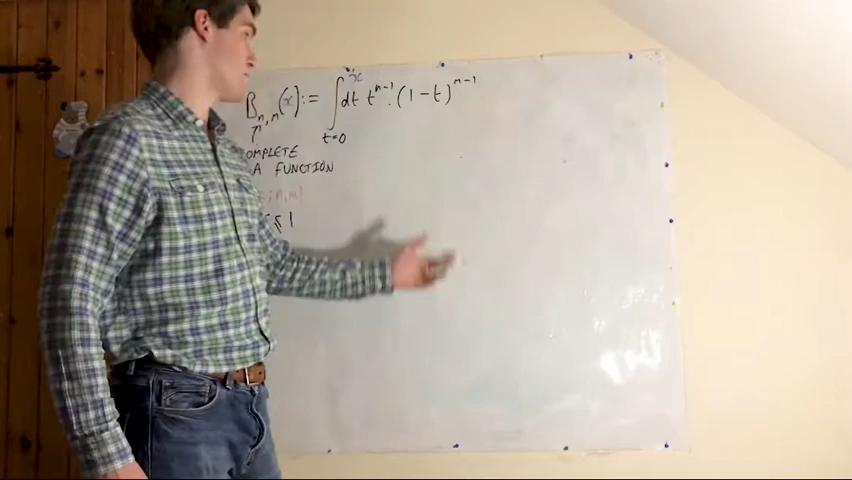 B_{n,m}(x) := ∫_{t=0}^{x} dt t^{n-1} . (1-t)^{m-1}
OMPLETE
A FUNCTION
≤ 1